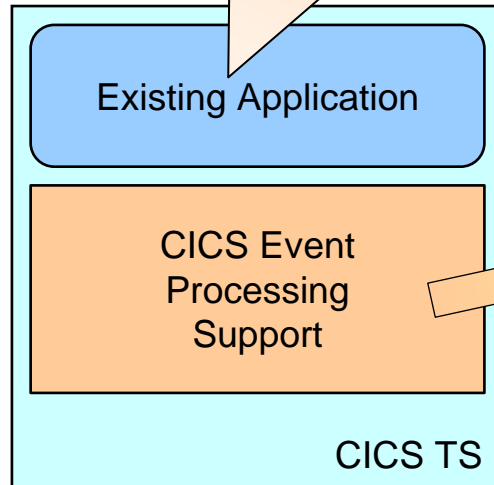 Existing Application
CICS Event
Processing
Support
CICS TS